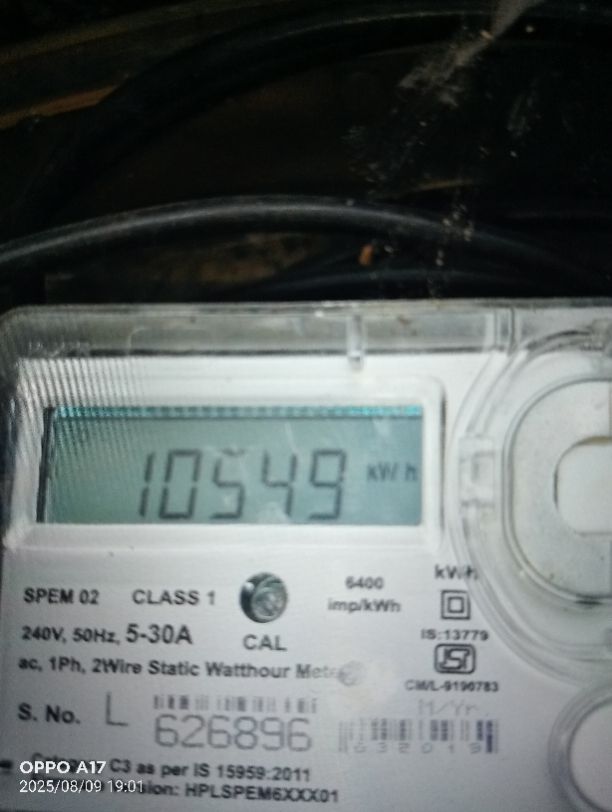 10549 kWh
SPEM 02 CLASS 1
6400
imp/kWh
kWh
240V, 50Hz, 5-30A
CAL
IS:13779
ac, 1Ph, 2Wire Static Watthour Meter
CM/L-9190783
M/Yr.
S. No. L 626896
C3 as per IS 15959:2011
HPLSPEM6XXX01
OPPO A17
2025/08/09 19:01